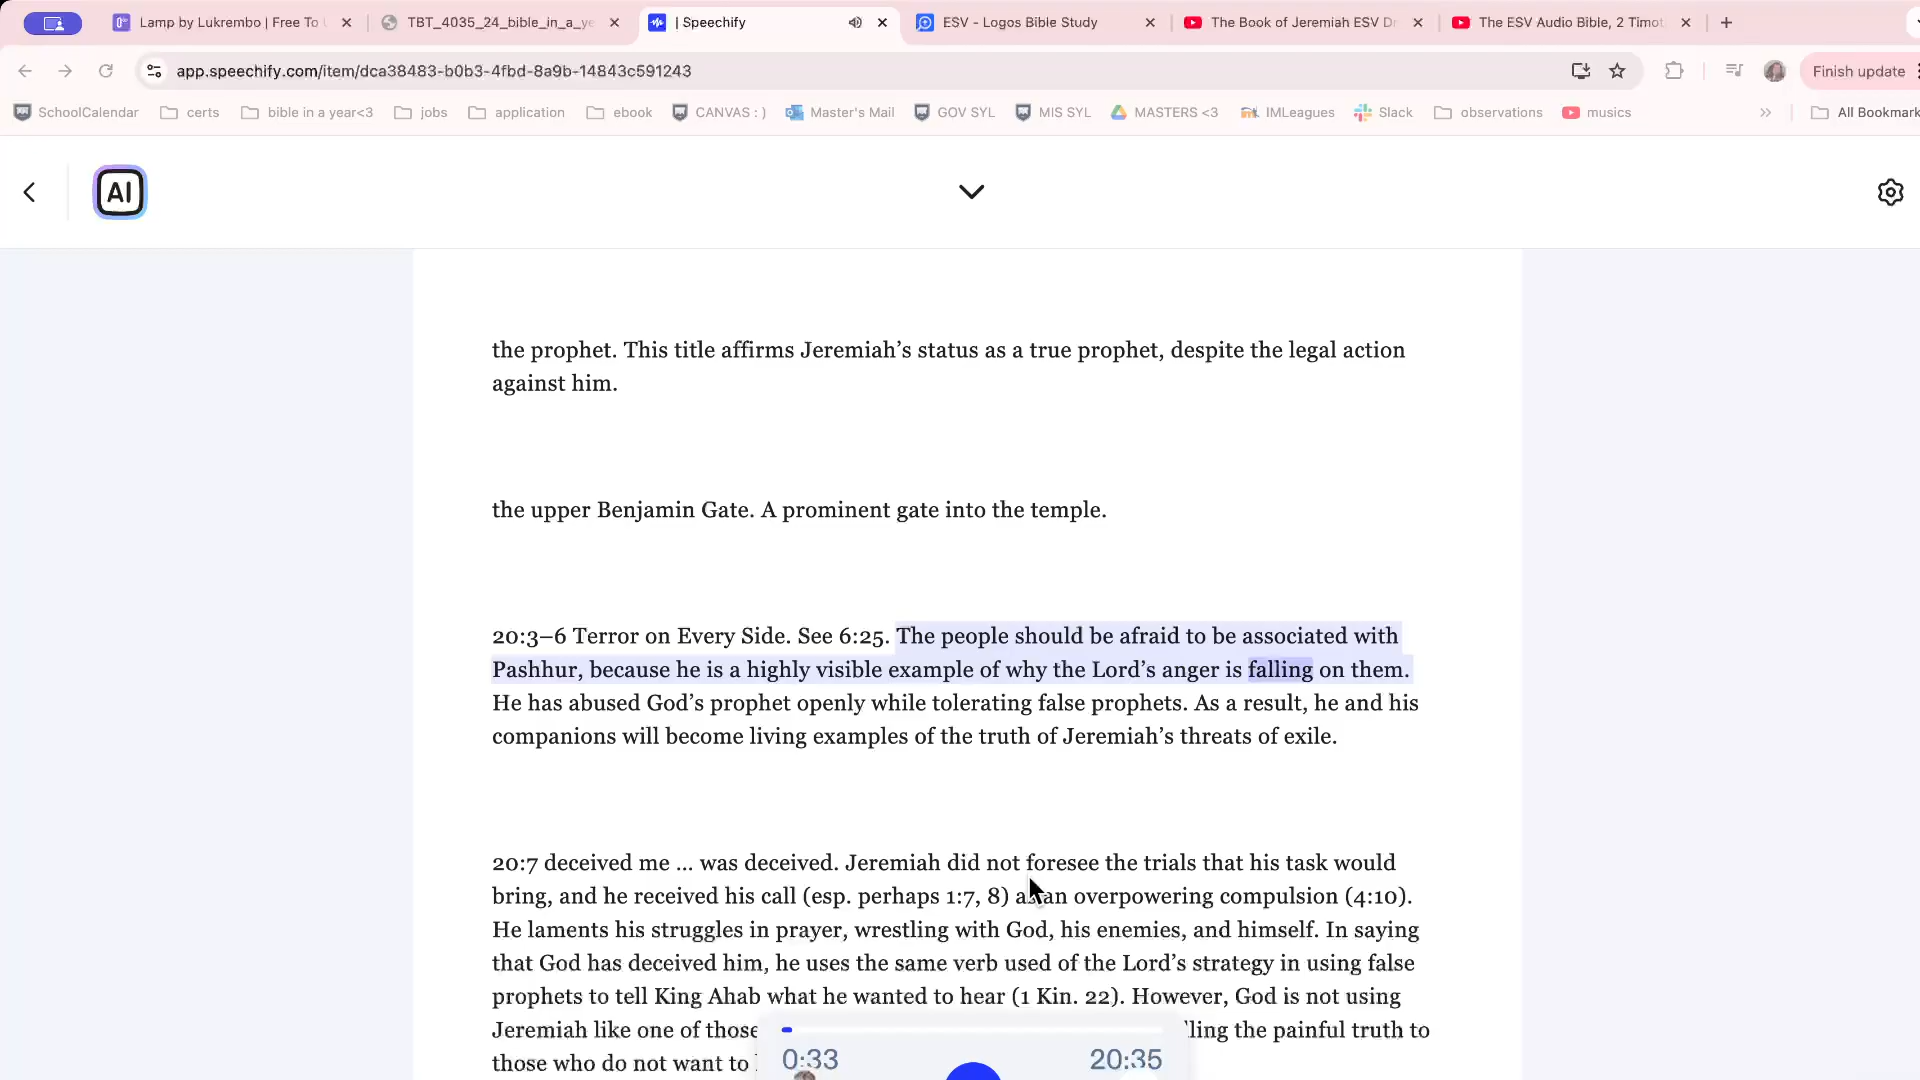 Lamp by Lukrembo | Free To
TBT_4035_24_bible_in_a_ye
| Speechify
ESV - Logos Bible Study
The Book of Jeremiah ESV Dr
The ESV Audio Bible, 2 Timot
app.speechify.com/item/dca38483-b0b3-4fbd-8a9b-14843c591243
Finish update
SchoolCalendar
certs
bible in a year<3
jobs
application
ebook
CANVAS : )
Master's Mail
GOV SYL
MIS SYL
MASTERS <3
IMLeagues
Slack
observations
musics
All Bookmark
AI
the prophet. This title affirms Jeremiah’s status as a true prophet, despite the legal action
against him.
the upper Benjamin Gate. A prominent gate into the temple.
20:3–6 Terror on Every Side. See 6:25. The people should be afraid to be associated with
Pashhur, because he is a highly visible example of why the Lord’s anger is falling on them.
He has abused God’s prophet openly while tolerating false prophets. As a result, he and his
companions will become living examples of the truth of Jeremiah’s threats of exile.
20:7 deceived me ... was deceived. Jeremiah did not foresee the trials that his task would
bring, and he received his call (esp. perhaps 1:7, 8) as an overpowering compulsion (4:10).
He laments his struggles in prayer, wrestling with God, his enemies, and himself. In saying
that God has deceived him, he uses the same verb used of the Lord’s strategy in using false
prophets to tell King Ahab what he wanted to hear (1 Kin. 22). However, God is not using
Jeremiah like one of those lling the painful truth to
those who do not want to
0:33
20:35